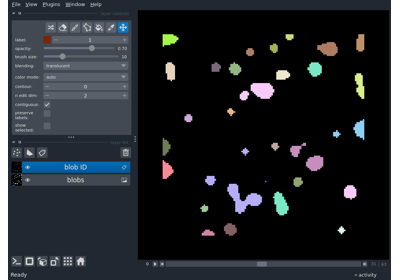 File View Plugins Window Help
label: 1
opacity: 0.70
brush size: 10
blending: translucent
color mode: auto
contour: 0
n edit dim: 2
contiguous:
preserve
labels:
show
selected:
blob ID
blobs
Ready
activity